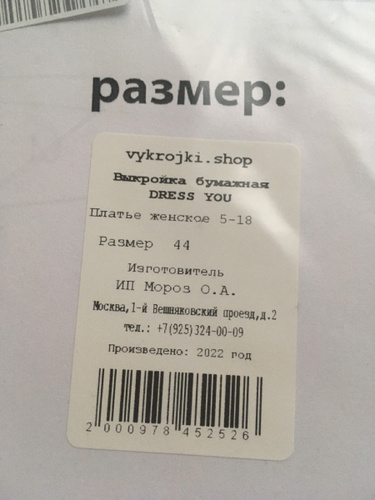 размер:
vykrojki.shop
Выкройка бумажная
DRESS YOU
Платье женское 5-18
Размер 44
Изготовитель
ИП Мороз О.А.
Москва,1-й Вешняковский проезд,д.2
тел.: +7(925)324-00-09
Произведено: 2022 год
2 000978 452526